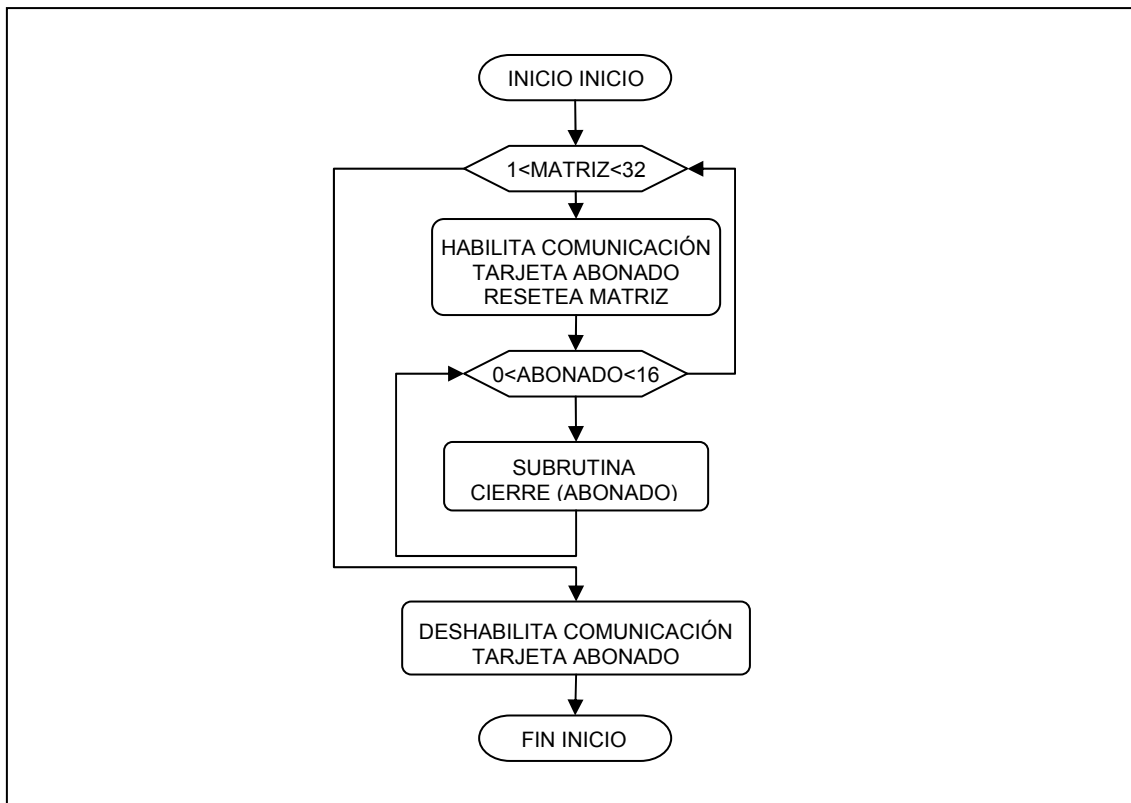 INICIO INICIO
1<MATRIZ<32
HABILITA COMUNICACIÓN
TARJETA ABONADO
RESETEA MATRIZ
0<ABONADO<16
SUBRUTINA
CIERRE (ABONADO)
DESHABILITA COMUNICACIÓN
TARJETA ABONADO
FIN INICIO